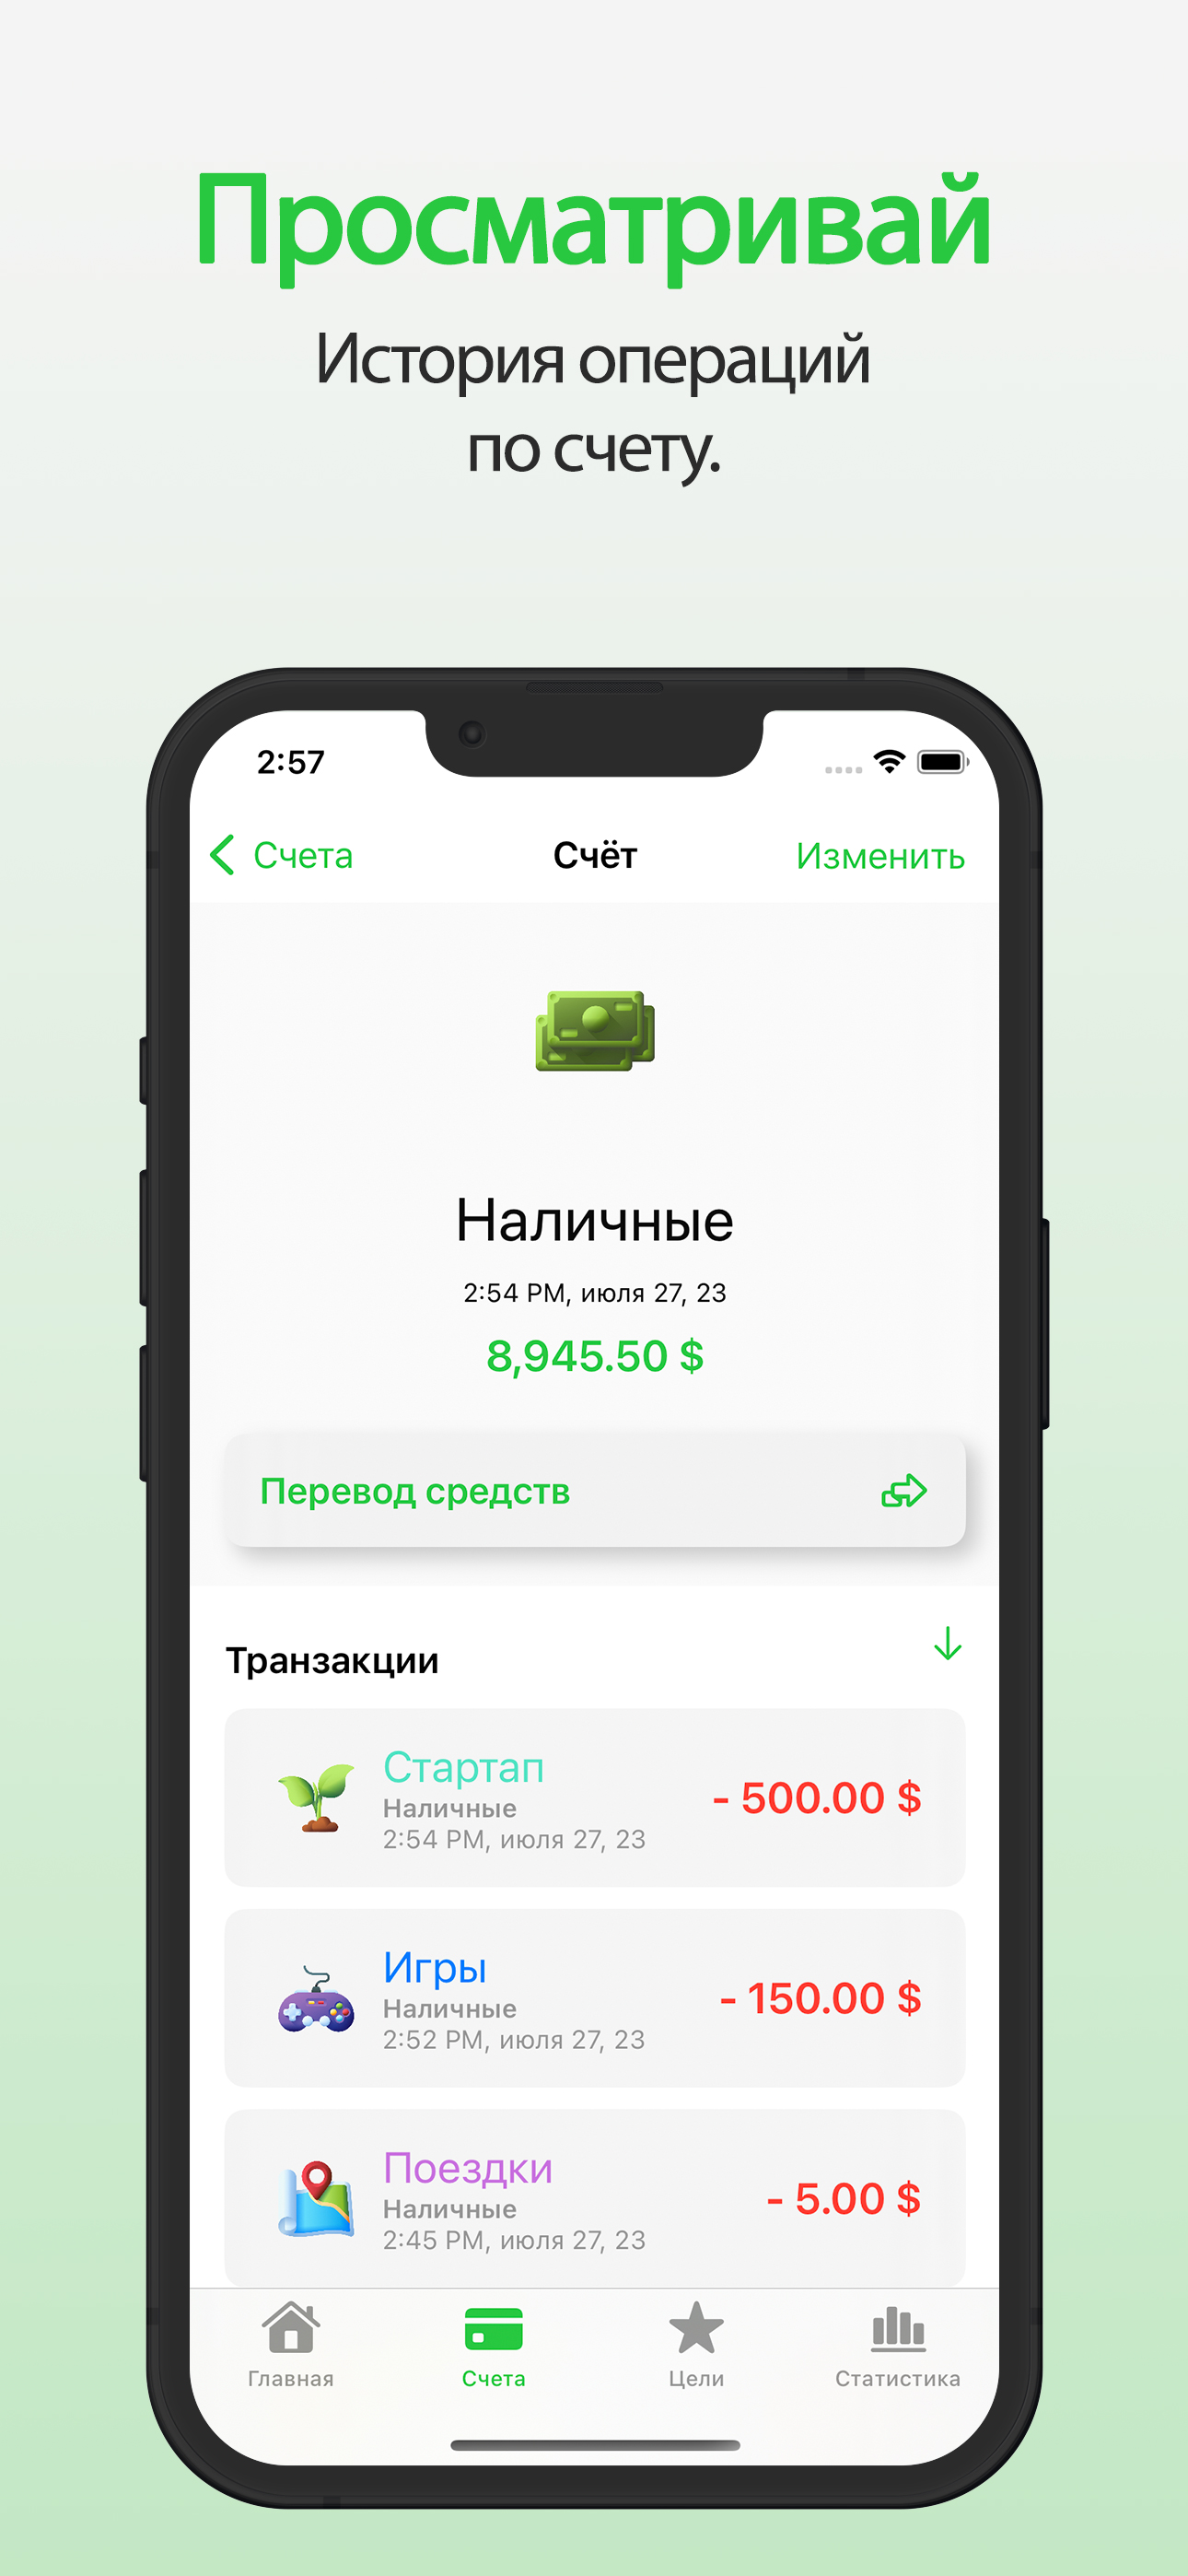 Просматривай
История операций
по счету.
2:57
Счета
Счёт
Изменить
Наличные
2:54 PM, июля 27, 23
8,945.50 $
Перевод средств
Транзакции
Стартап
Наличные
2:54 PM, июля 27, 23
- 500.00 $
Игры
Наличные
2:52 PM, июля 27, 23
- 150.00 $
Поездки
Наличные
2:45 PM, июля 27, 23
- 5.00 $
Главная
Счета
Цели
Статистика